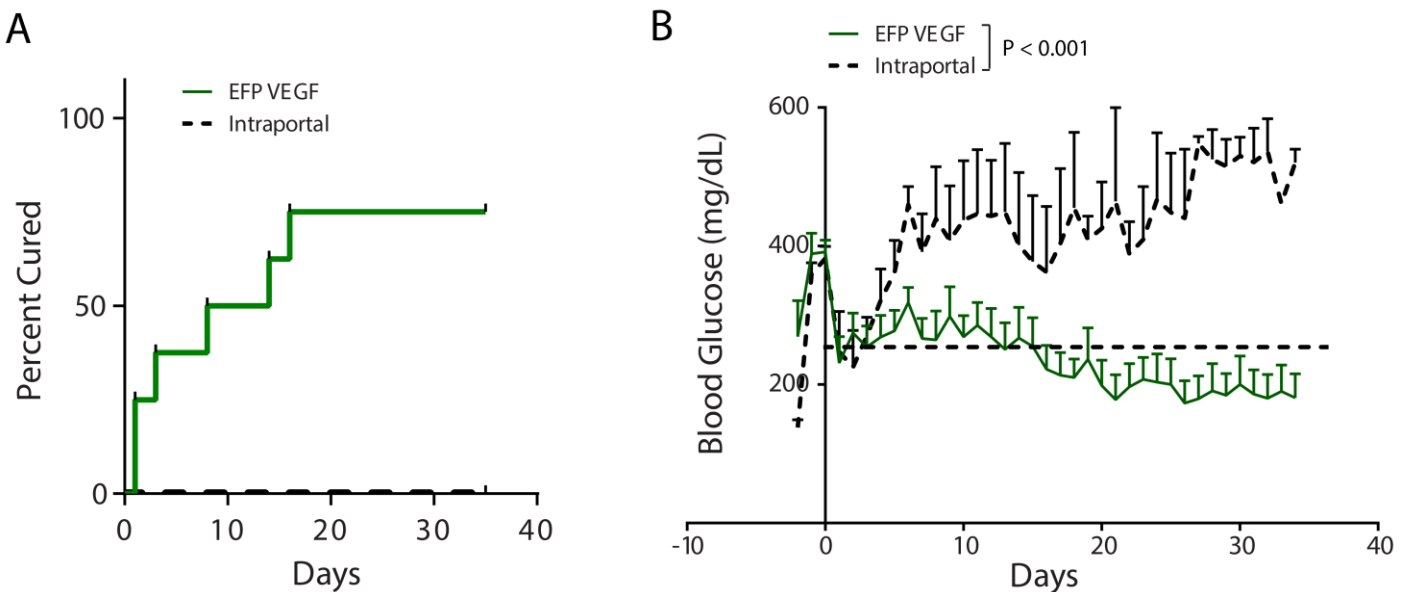 A
EFP VEGF
Intraportal
100
50
0
Percent Cured
0 10 20 30 40
Days
B
EFP VEGF
Intraportal
P < 0.001
600
400
200
Blood Glucose (mg/dL)
-10 0 10 20 30 40
Days